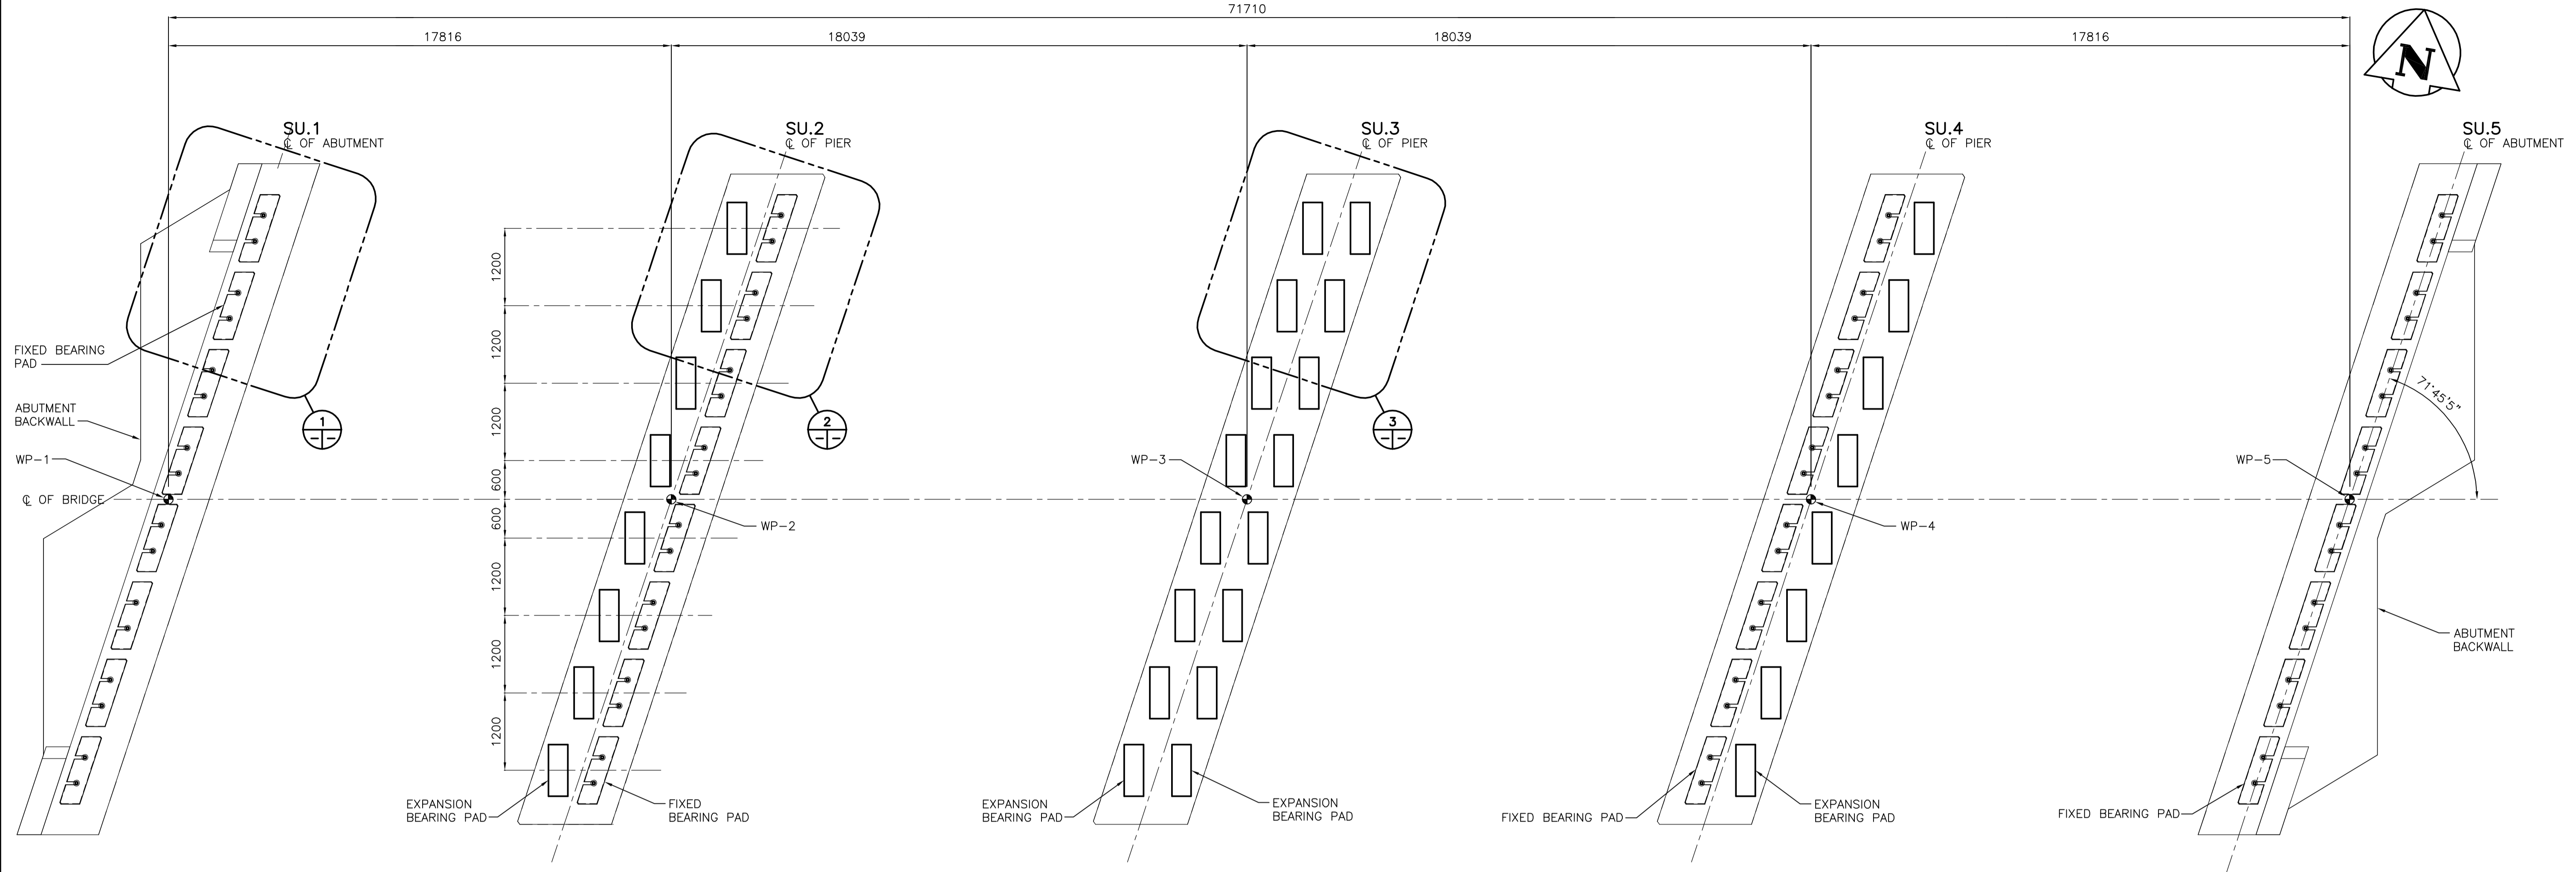 71710
17816
18039
18039
17816
N
SU.1
℄ OF ABUTMENT
SU.2
℄ OF PIER
SU.3
℄ OF PIER
SU.4
℄ OF PIER
SU.5
℄ OF ABUTMENT
FIXED BEARING
PAD
ABUTMENT
BACKWALL
WP-1
℄ OF BRIDGE
1
2
3
1200
1200
1200
600
600
1200
1200
1200
WP-2
WP-3
WP-4
WP-5
71°45'5"
ABUTMENT
BACKWALL
EXPANSION
BEARING PAD
FIXED
BEARING PAD
EXPANSION
BEARING PAD
EXPANSION
BEARING PAD
FIXED BEARING PAD
EXPANSION
BEARING PAD
FIXED BEARING PAD